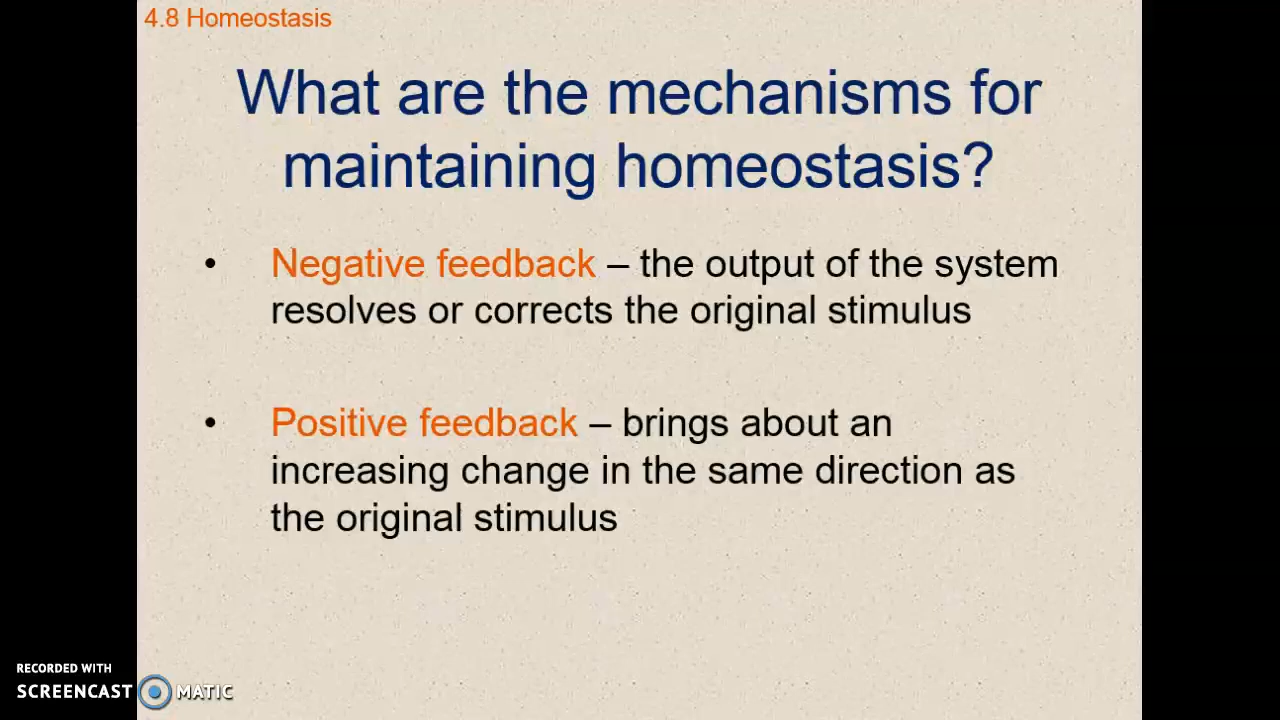 4.8 Homeostasis
What are the mechanisms for
maintaining homeostasis?
• Negative feedback – the output of the system
resolves or corrects the original stimulus
• Positive feedback – brings about an
increasing change in the same direction as
the original stimulus
RECORDED WITH
SCREENCAST MATIC